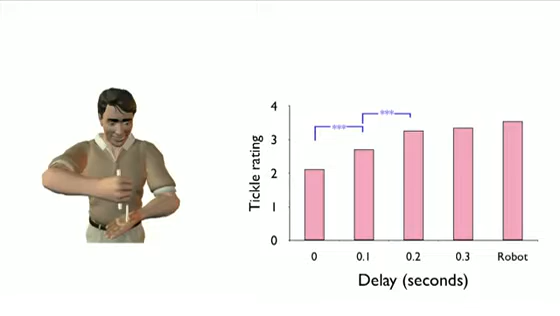 4
3
2
1
0
Tickle rating
***
***
0 0.1 0.2 0.3 Robot
Delay (seconds)